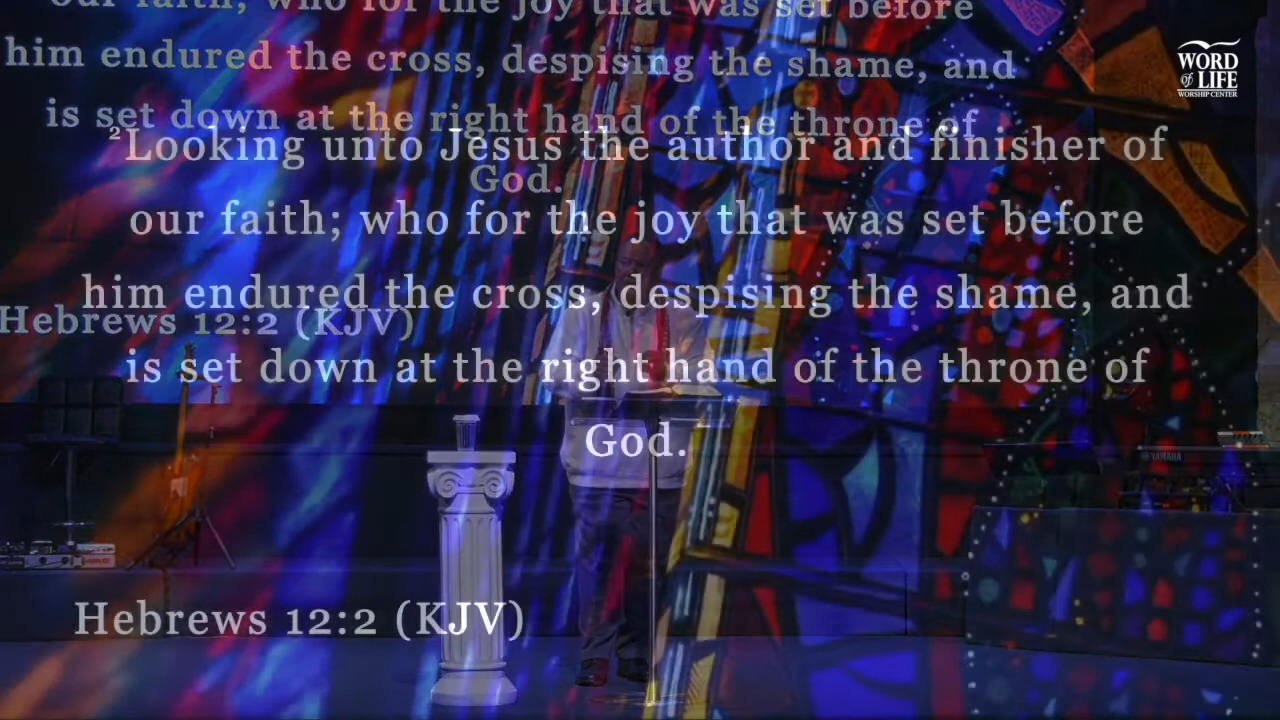 our faith; who for the joy that was set before
him endured the cross, despising the shame, and
is set down at the right hand of the throne of
God.
Hebrews 12:2 (KJV)
²Looking unto Jesus the author and finisher of
our faith; who for the joy that was set before
him endured the cross, despising the shame, and
is set down at the right hand of the throne of
God.
Hebrews 12:2 (KJV)
WORD
of LIFE
WORSHIP CENTER
YAMAHA